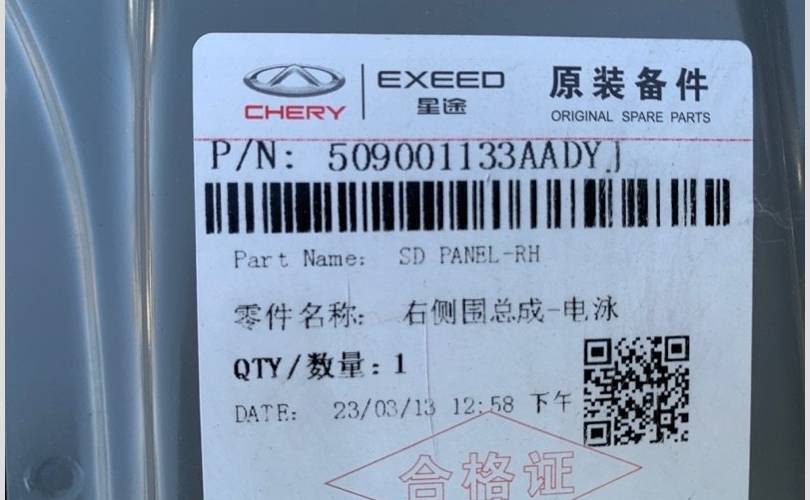 CHERY
EXEED
星途
原装备件
ORIGINAL SPARE PARTS
P/N: 509001133AADYJ
Part Name: SD PANEL-RH
零件名称: 右侧围总成-电泳
QTY/数量: 1
DATE: 23/03/13 12:58 下午
合格证